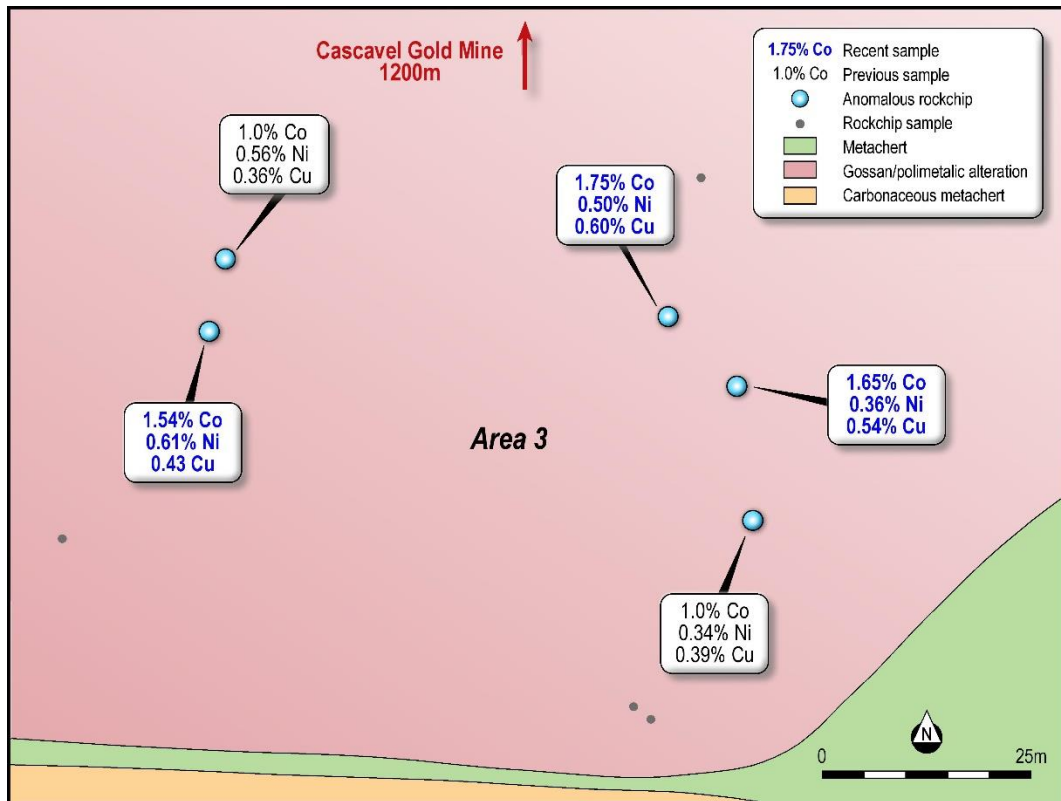 Cascavel Gold Mine
1200m
1.75% Co Recent sample
1.0% Co Previous sample
Anomalous rockchip
Rockchip sample
Metachert
Gossan/polimetalic alteration
Carbonaceous metachert
1.0% Co
0.56% Ni
0.36% Cu
1.75% Co
0.50% Ni
0.60% Cu
1.54% Co
0.61% Ni
0.43 Cu
1.65% Co
0.36% Ni
0.54% Cu
Area 3
1.0% Co
0.34% Ni
0.39% Cu
N
0 25m